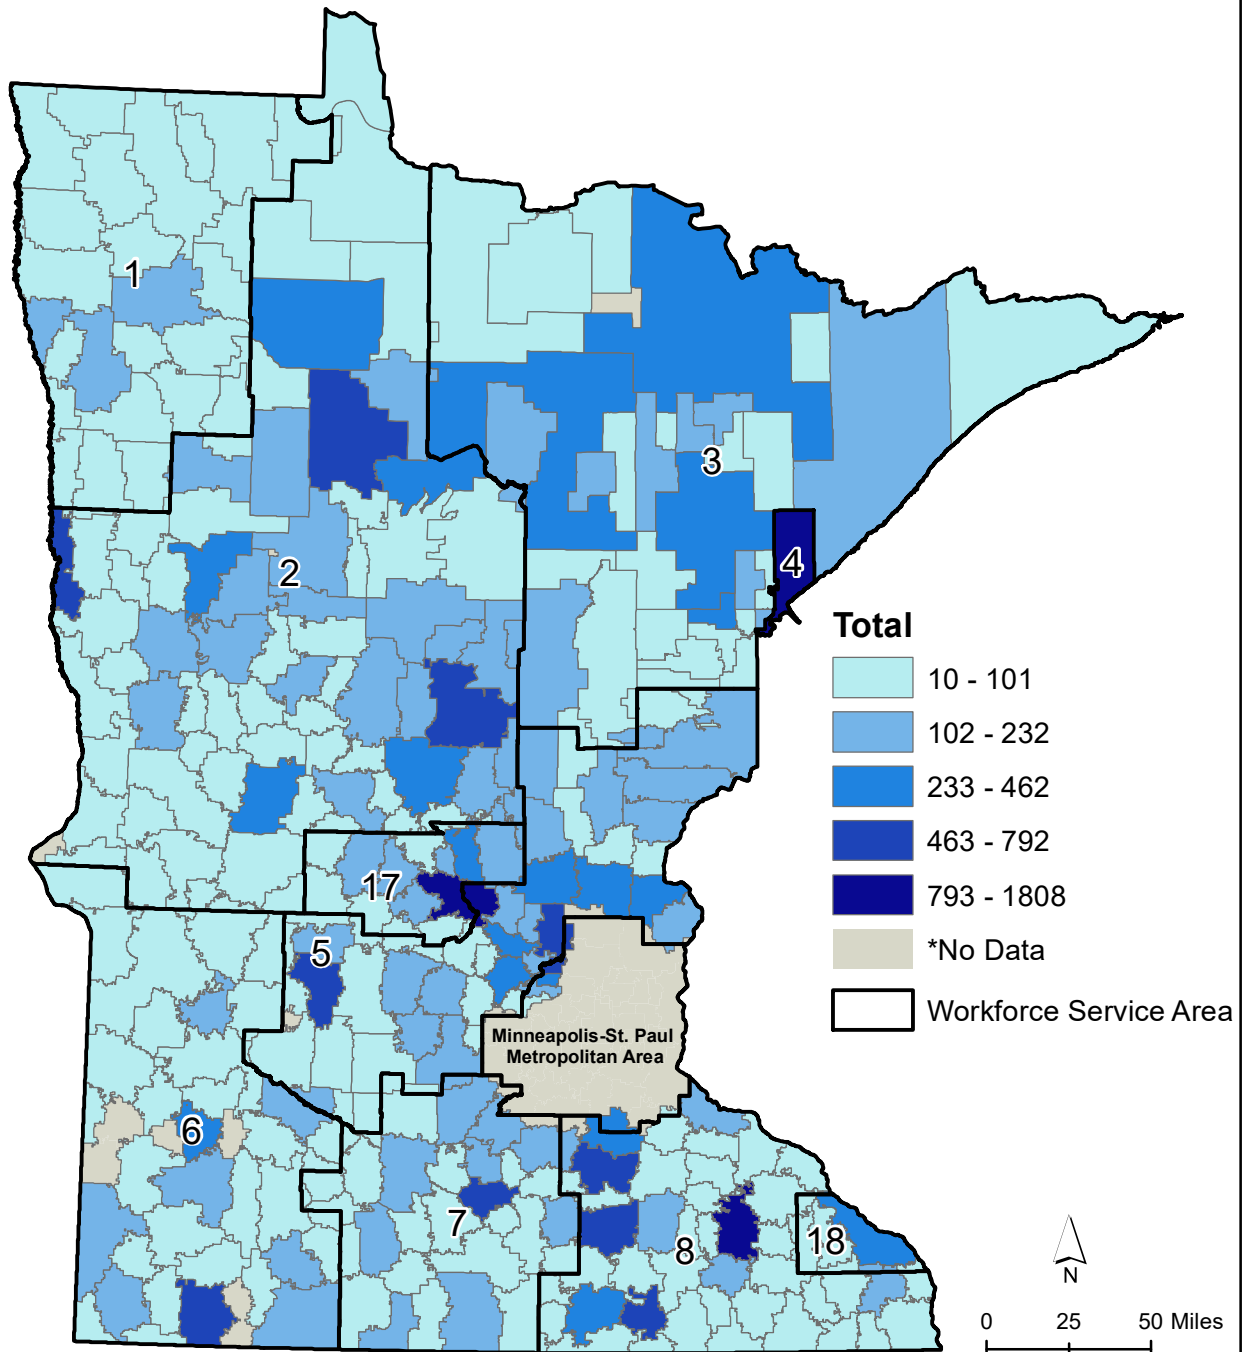 1
2
3
4
Total
10 - 101
102 - 232
233 - 462
463 - 792
793 - 1808
*No Data
Workforce Service Area
17
5
Minneapolis-St. Paul
Metropolitan Area
6
7
8
18
N
0 25 50 Miles